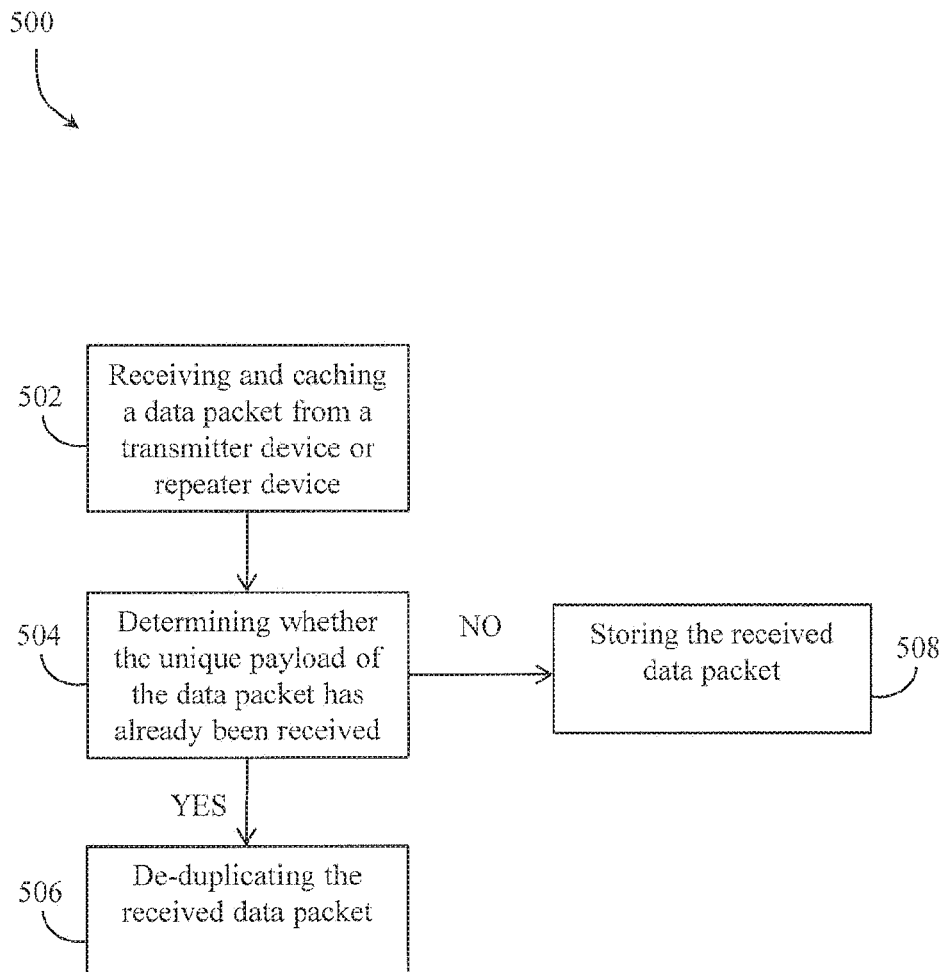 500
502
Receiving and caching
a data packet from a
transmitter device or
repeater device
504
Determining whether
the unique payload of
the data packet has
already been received
NO
Storing the received
data packet
508
YES
506
De-duplicating the
received data packet